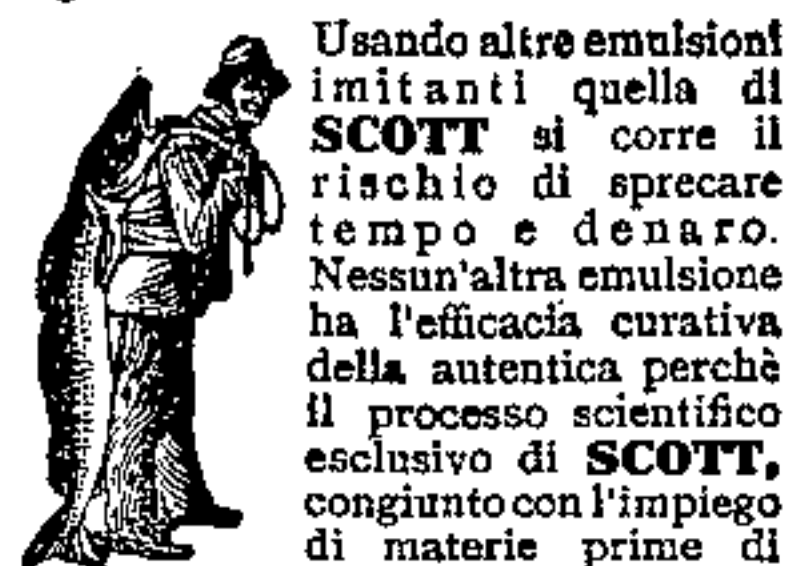 Usando altre emulsioni
imitanti quella di
SCOTT si corre il
rischio di sprecare
tempo e denaro.
Nessun'altra emulsione
ha l'efficacia curativa
della autentica perchè
il processo scientifico
esclusivo di SCOTT,
congiunto con l'impiego
di materie prime di